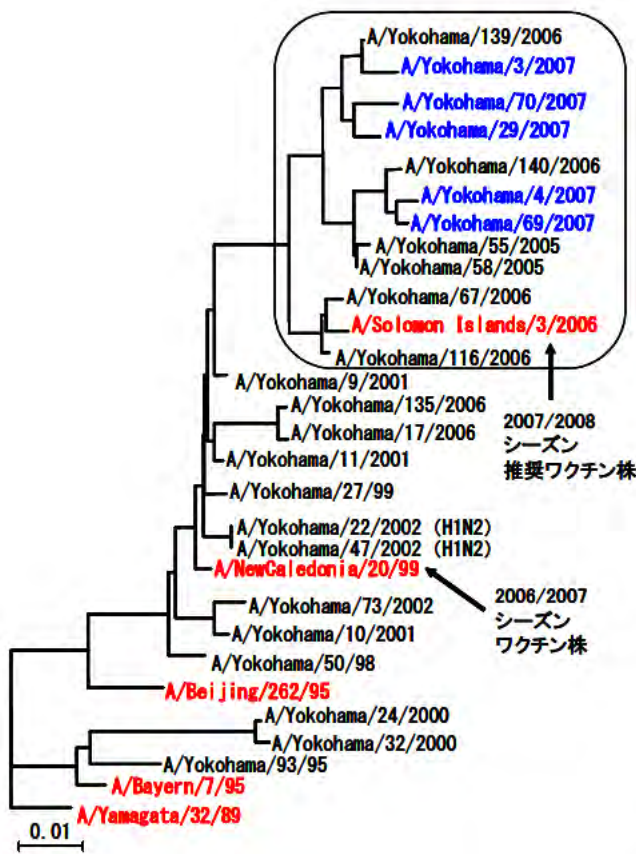 A/Yokohama/139/2006
A/Yokohama/3/2007
A/Yokohama/70/2007
A/Yokohama/29/2007
A/Yokohama/140/2006
A/Yokohama/4/2007
A/Yokohama/69/2007
A/Yokohama/55/2005
A/Yokohama/58/2005
A/Yokohama/67/2006
A/Solomon Islands/3/2006
A/Yokohama/116/2006
A/Yokohama/9/2001
A/Yokohama/135/2006
A/Yokohama/17/2006
A/Yokohama/11/2001
2007/2008
シーズン
推奨ワクチン株
A/Yokohama/27/99
A/Yokohama/22/2002 (H1N2)
A/Yokohama/47/2002 (H1N2)
A/NewCaledonia/20/99
2006/2007
シーズン
ワクチン株
A/Yokohama/73/2002
A/Yokohama/10/2001
A/Yokohama/50/98
A/Beijing/262/95
A/Yokohama/24/2000
A/Yokohama/32/2000
A/Yokohama/93/95
A/Bayern/7/95
A/Yamagata/32/89
0.01